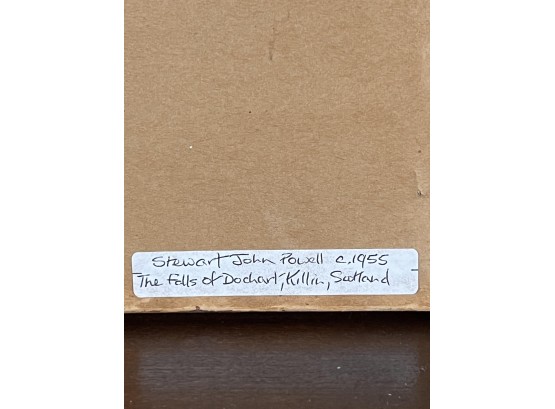 Stewart John Powell c.1955
The Falls of Dochart, Killin, Scotland